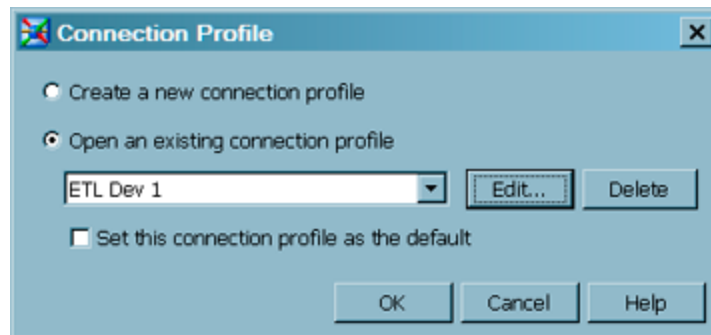 Connection Profile
Create a new connection profile
Open an existing connection profile
ETL Dev 1 Edit... Delete
Set this connection profile as the default
OK Cancel Help